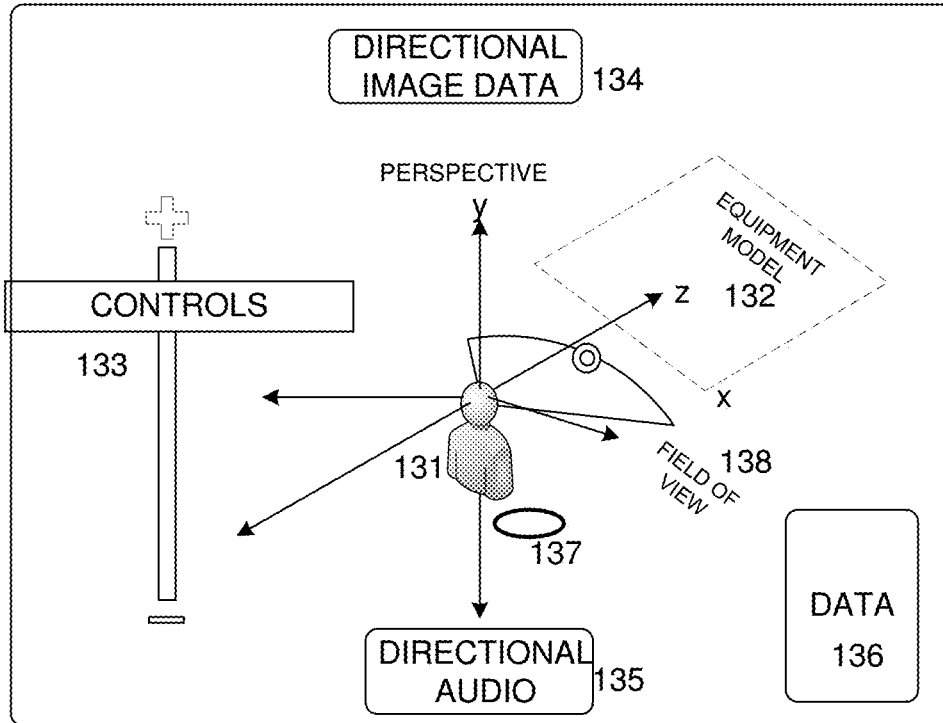 DIRECTIONAL
IMAGE DATA
134
PERSPECTIVE
y
EQUIPMENT
MODEL
132
z
CONTROLS
133
x
131
138
FIELD OF
VIEW
137
DATA
136
DIRECTIONAL
AUDIO
135